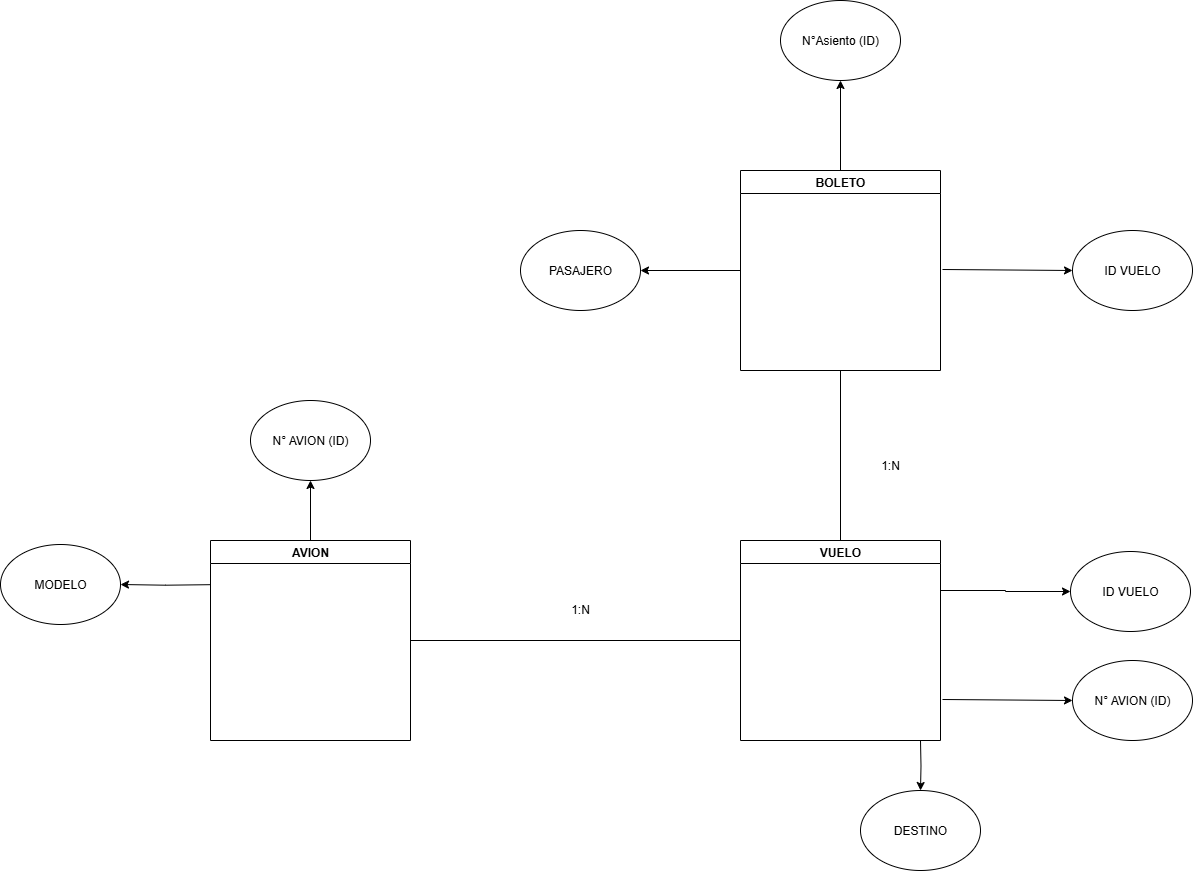 N°Asiento (ID)
BOLETO
PASAJERO
ID VUELO
1:N
N° AVION (ID)
AVION
VUELO
MODELO
ID VUELO
1:N
N° AVION (ID)
DESTINO